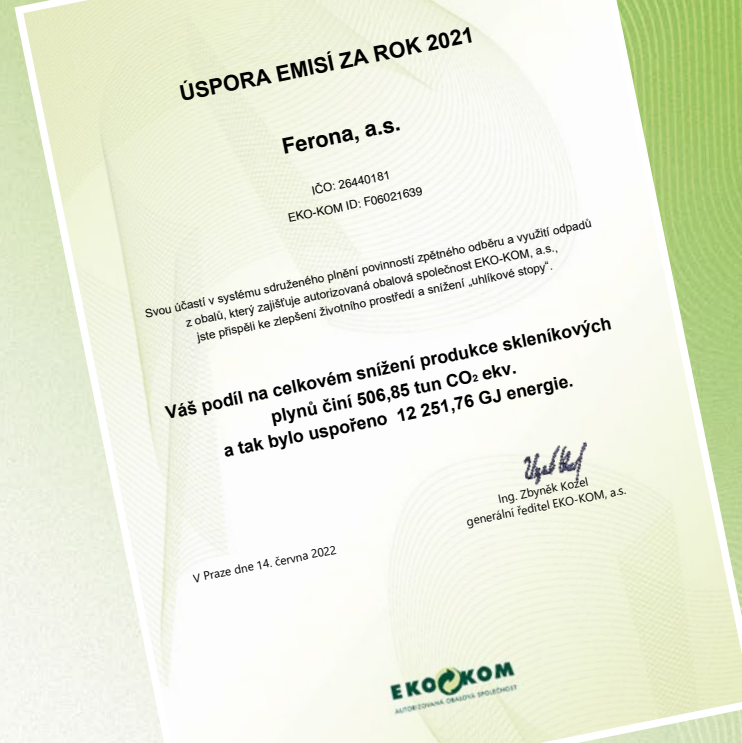 ÚSPORA EMISÍ ZA ROK 2021
Ferona, a.s.
IČO: 26440181
EKO-KOM ID: F06021639
Svou účastí v systému sdruženého plnění povinností zpětného odběru a využití odpadů
z obalů, který zajišťuje autorizovaná obalová společnost EKO-KOM, a.s.,
jste přispěli ke zlepšení životního prostředí a snížení „uhlíkové stopy“.
Váš podíl na celkovém snížení produkce skleníkových
plynů činí 506,85 tun CO₂ ekv.
a tak bylo uspořeno 12 251,76 GJ energie.
Ing. Zbyněk Kozel
generální ředitel EKO-KOM, a.s.
V Praze dne 14. června 2022
EKO KOM
AUTORIZOVANÁ OBALOVÁ SPOLEČNOST